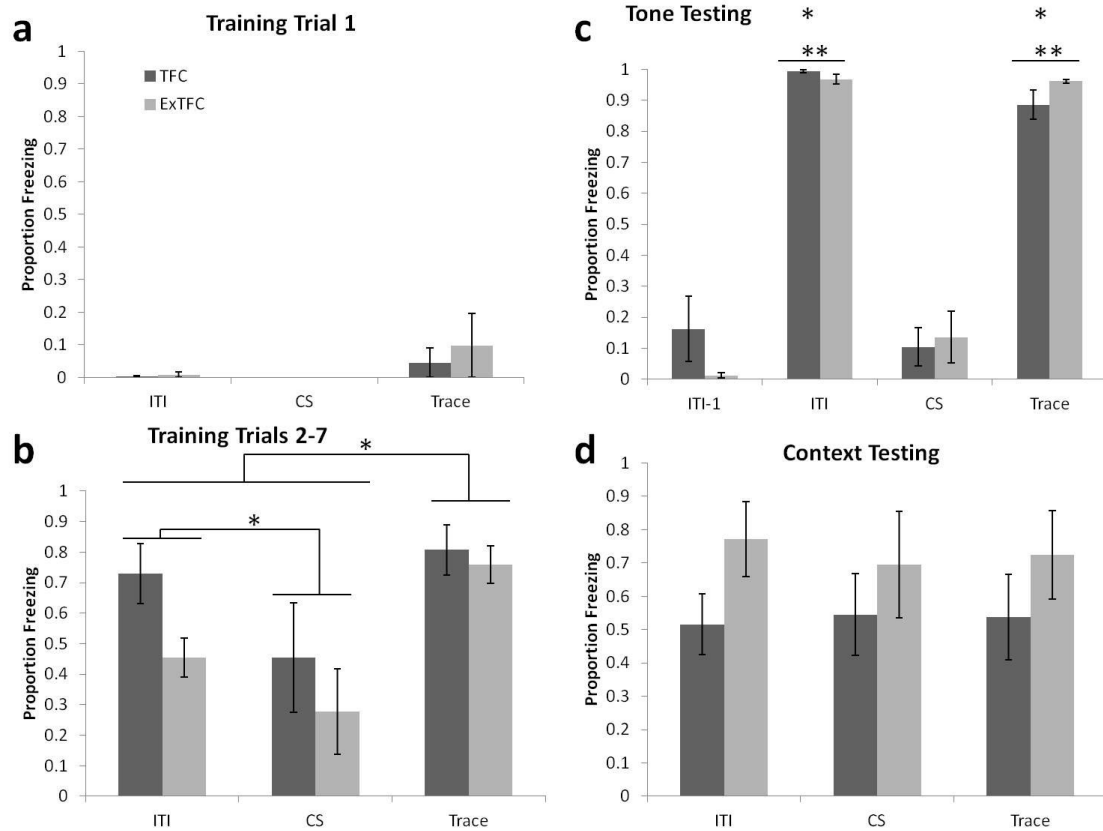 a
Training Trial 1
1
0.9
0.8
0.7
0.6
0.5
0.4
0.3
0.2
0.1
0
Proportion Freezing
TFC
ExTFC
ITI CS Trace
b
Training Trials 2-7
*
*
1
0.9
0.8
0.7
0.6
0.5
0.4
0.3
0.2
0.1
0
Proportion Freezing
ITI CS Trace
c
Tone Testing * *
** **
1
0.9
0.8
0.7
0.6
0.5
0.4
0.3
0.2
0.1
0
Proportion Freezing
ITI-1 ITI CS Trace
d
Context Testing
1
0.9
0.8
0.7
0.6
0.5
0.4
0.3
0.2
0.1
0
Proportion Freezing
ITI CS Trace